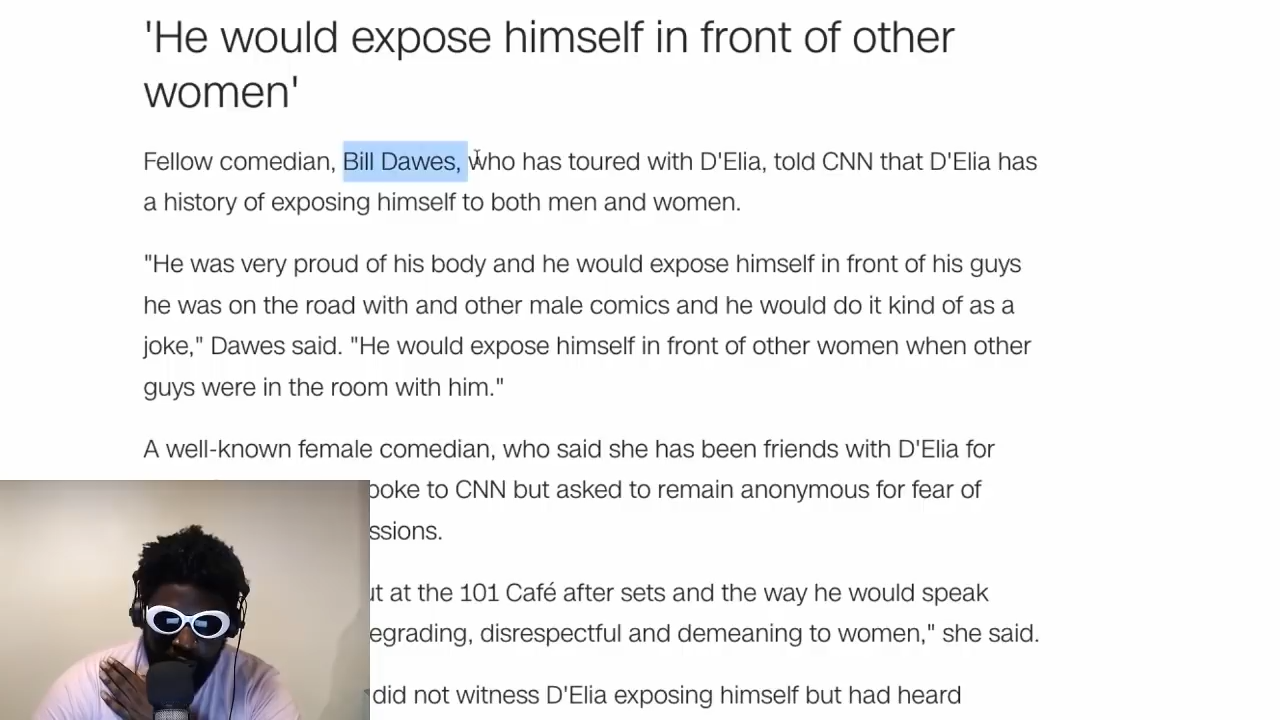 'He would expose himself in front of other
women'
Fellow comedian, Bill Dawes, who has toured with D'Elia, told CNN that D'Elia has
a history of exposing himself to both men and women.
"He was very proud of his body and he would expose himself in front of his guys
he was on the road with and other male comics and he would do it kind of as a
joke," Dawes said. "He would expose himself in front of other women when other
guys were in the room with him."
A well-known female comedian, who said she has been friends with D'Elia for
to CNN but asked to remain anonymous for fear of
at the 101 Café after sets and the way he would speak
disrespectful and demeaning to women," she said.
did not witness D'Elia exposing himself but had heard